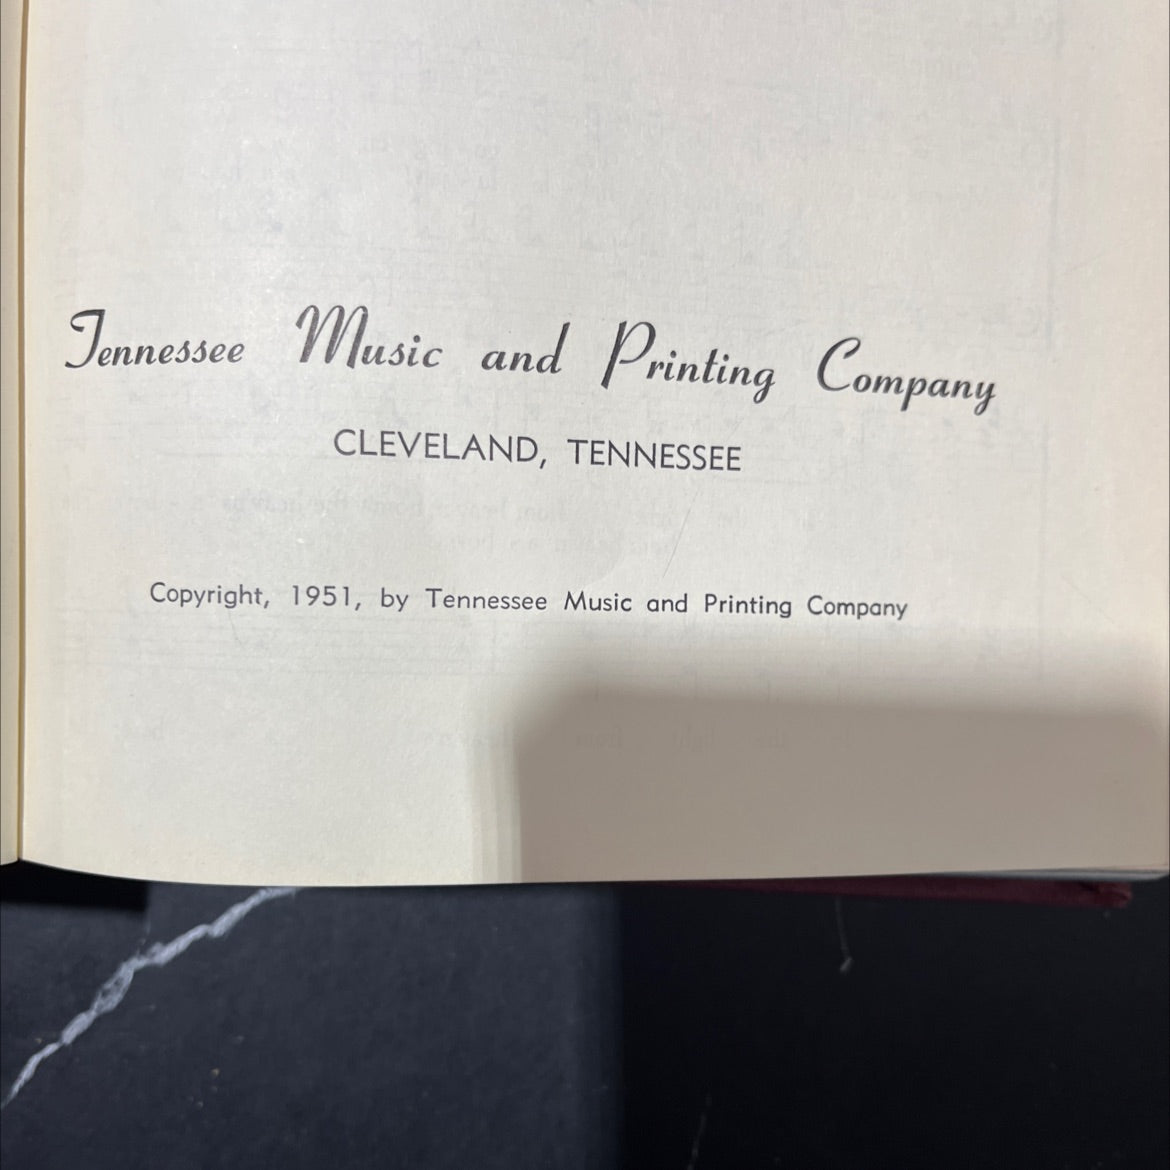 Tennessee Music and Printing Company
CLEVELAND, TENNESSEE
Copyright, 1951, by Tennessee Music and Printing Company